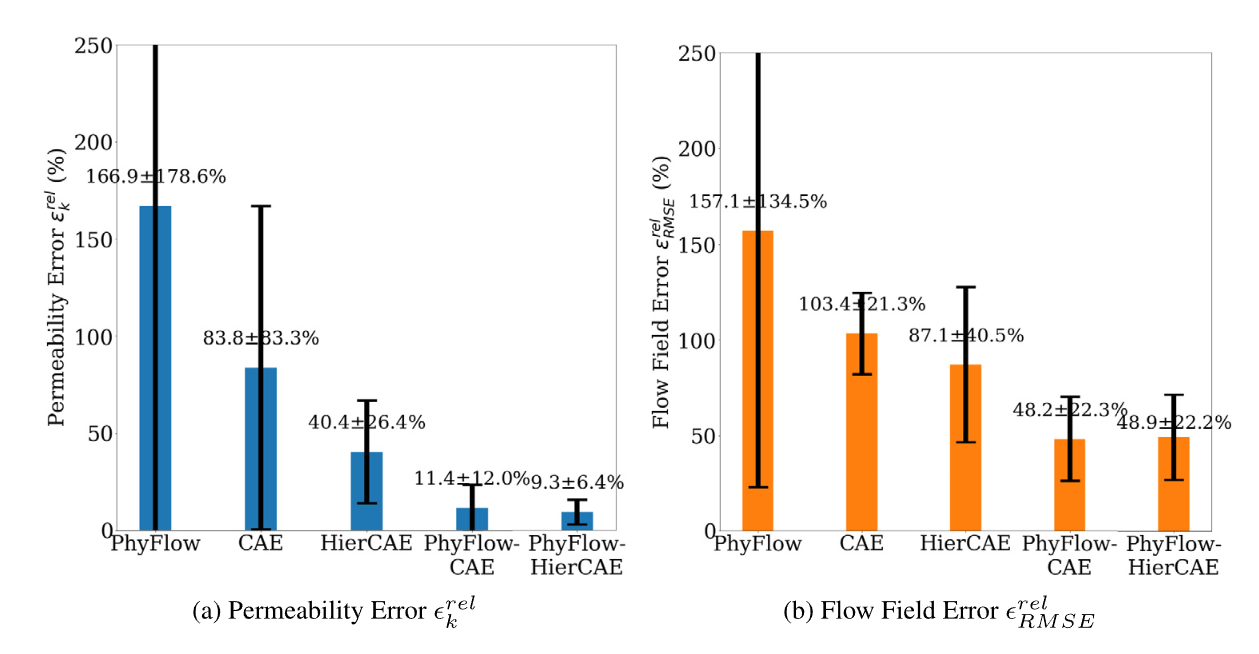 Permeability Error ε_k^{rel} (%)
250
200
150
100
50
0
166.9±178.6%
83.8±83.3%
40.4±26.4%
11.4±12.0%
9.3±6.4%
PhyFlow
CAE
HierCAE
PhyFlow-
CAE
PhyFlow-
HierCAE
(a) Permeability Error ϵ_k^{rel}
Flow Field Error ε_{RMSE}^{rel} (%)
250
200
150
100
50
0
157.1±134.5%
103.4±21.3%
87.1±40.5%
48.2±22.3%
48.9±22.2%
PhyFlow
CAE
HierCAE
PhyFlow-
CAE
PhyFlow-
HierCAE
(b) Flow Field Error ϵ_{RMSE}^{rel}